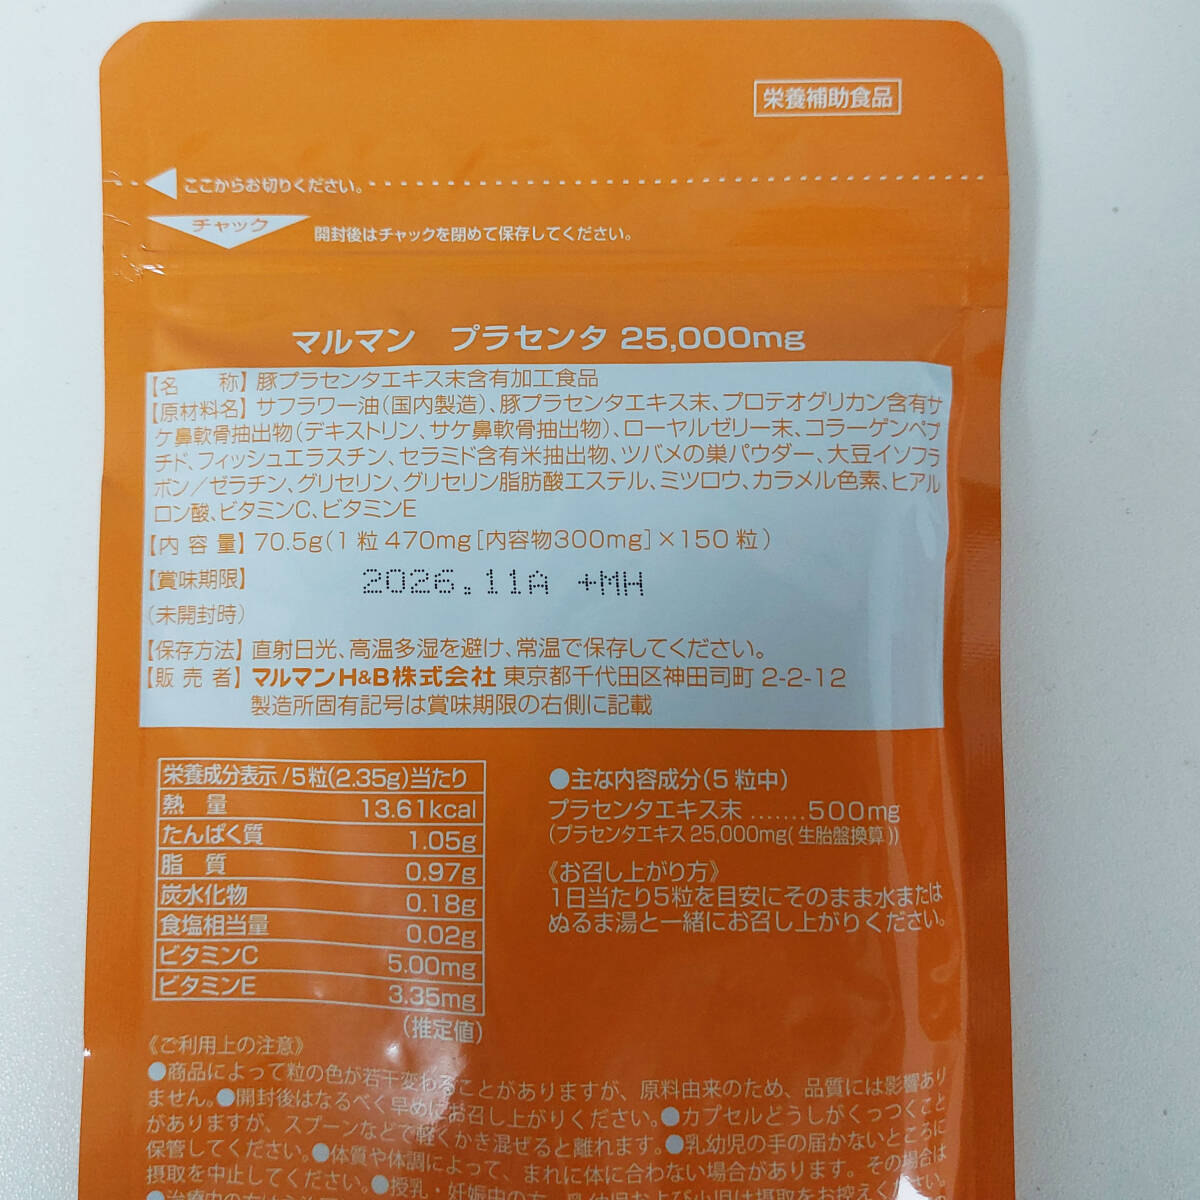 栄養補助食品
ここからお切りください。
チャック
開封後はチャックを閉めて保存してください。
マルマン プラセンタ 25,000mg
【名 称】豚プラセンタエキス末含有加工食品
【原材料名】サフラワー油(国内製造)、豚プラセンタエキス末、プロテオグリカン含有サ
ケ鼻軟骨抽出物(デキストリン、サケ鼻軟骨抽出物)、ローヤルゼリー末、コラーゲンペプ
チド、フィッシュエラスチン、セラミド含有米抽出物、ツバメの巣パウダー、大豆イソフラ
ボン/ゼラチン、グリセリン、グリセリン脂肪酸エステル、ミツロウ、カラメル色素、ヒアル
ロン酸、ビタミンC、ビタミンE
【内容量】70.5g(1粒470mg[内容物300mg]×150粒)
【賞味期限】 2026.11A +MH
(未開封時)
【保存方法】直射日光、高温多湿を避け、常温で保存してください。
【販売者】マルマンH&B株式会社 東京都千代田区神田司町 2-2-12
製造所固有記号は賞味期限の右側に記載
栄養成分表示/5粒(2.35g)当たり
熱量 13.61kcal
たんぱく質 1.05g
脂質 0.97g
炭水化物 0.18g
食塩相当量 0.02g
ビタミンC 5.00mg
ビタミンE 3.35mg
(推定値)
●主な内容成分(5粒中)
プラセンタエキス末……. 500mg
(プラセンタエキス25,000mg(生胎盤換算))
《お召し上がり方》
1日当たり5粒を目安にそのまま水または
ぬるま湯と一緒にお召し上がりください。
《ご利用上の注意》
●商品によって粒の色が若干変わることがありますが、原料由来のため、品質には影響あり
ません。●開封後はなるべく早めにお召し上がりください。●カプセルどうしがくっつくこと
がありますが、スプーンなどで軽くかき混ぜると離れます。●乳幼児の手の届かないところに
保管してください。●体質や体調によって、まれに体に合わない場合があります。その場合は
摂取を中止してください。●授乳・妊娠中の方、乳幼児および小児は摂取をお控えください。